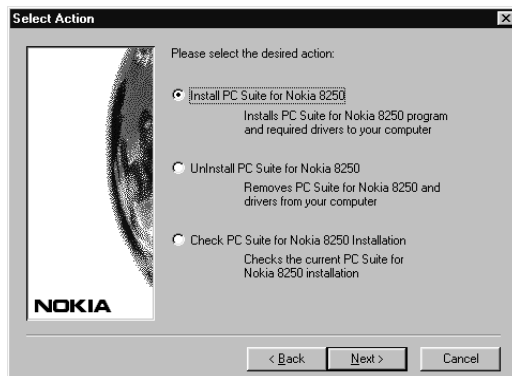 Select Action
Please select the desired action:
Install PC Suite for Nokia 8250
Installs PC Suite for Nokia 8250 program
and required drivers to your computer
UnInstall PC Suite for Nokia 8250
Removes PC Suite for Nokia 8250 and
drivers from your computer
Check PC Suite for Nokia 8250 Installation
Checks the current PC Suite for
Nokia 8250 installation
NOKIA
< Back
Next >
Cancel